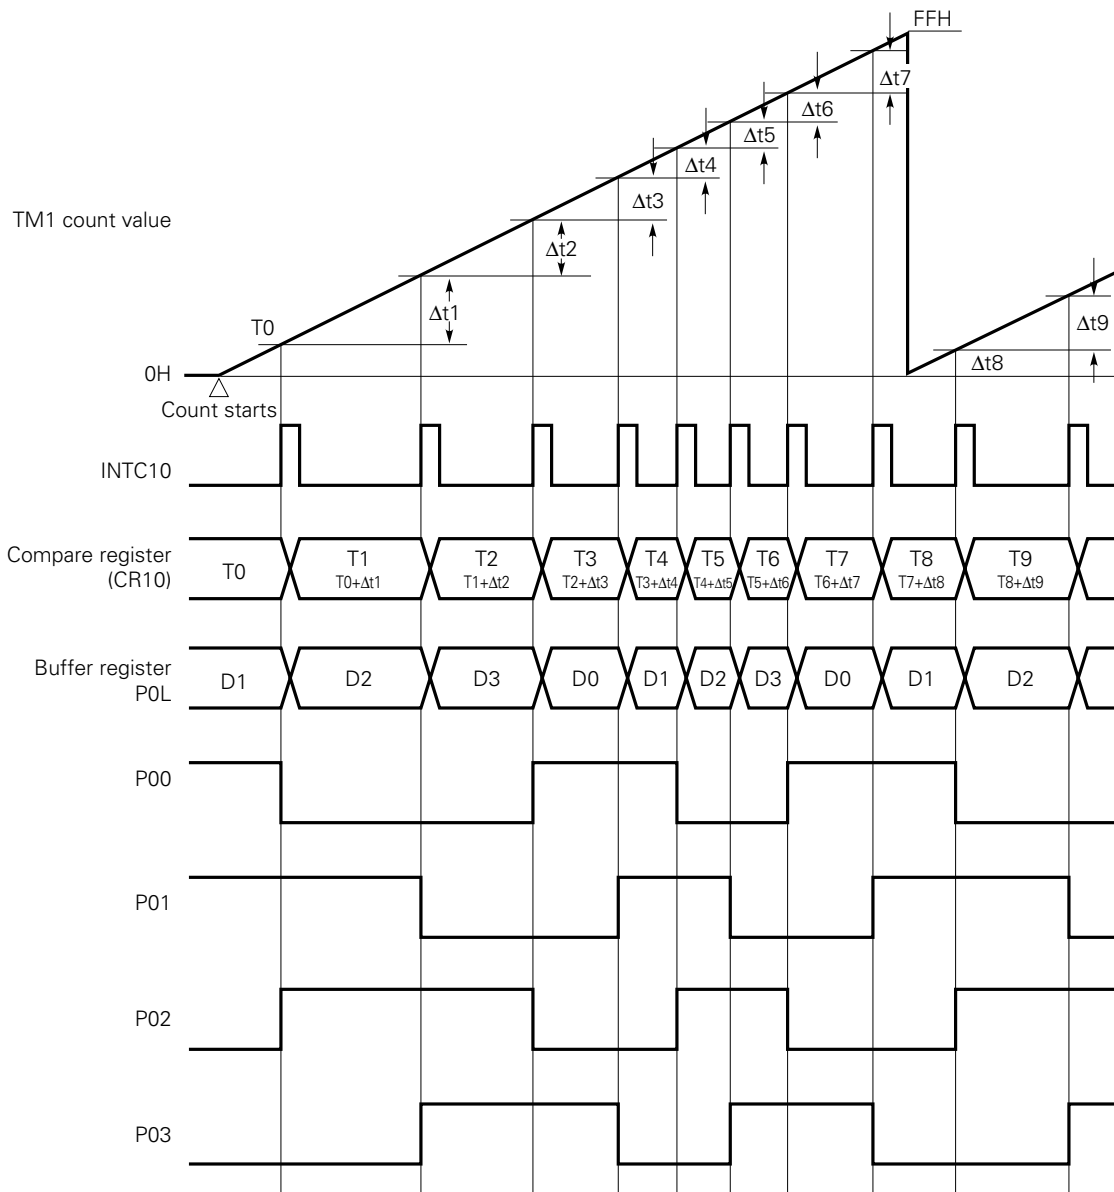 FFH
Δt7
Δt6
Δt5
Δt4
Δt3
TM1 count value
Δt2
Δt1
T0
Δt9
Δt8
0H
Count starts
INTC10
Compare register
(CR10)
T0
T1
T0+Δt1
T2
T1+Δt2
T3
T2+Δt3
T4
T3+Δt4
T5
T4+Δt5
T6
T5+Δt6
T7
T6+Δt7
T8
T7+Δt8
T9
T8+Δt9
Buffer register
P0L
D1 D2 D3 D0 D1 D2 D3 D0 D1 D2
P00
P01
P02
P03